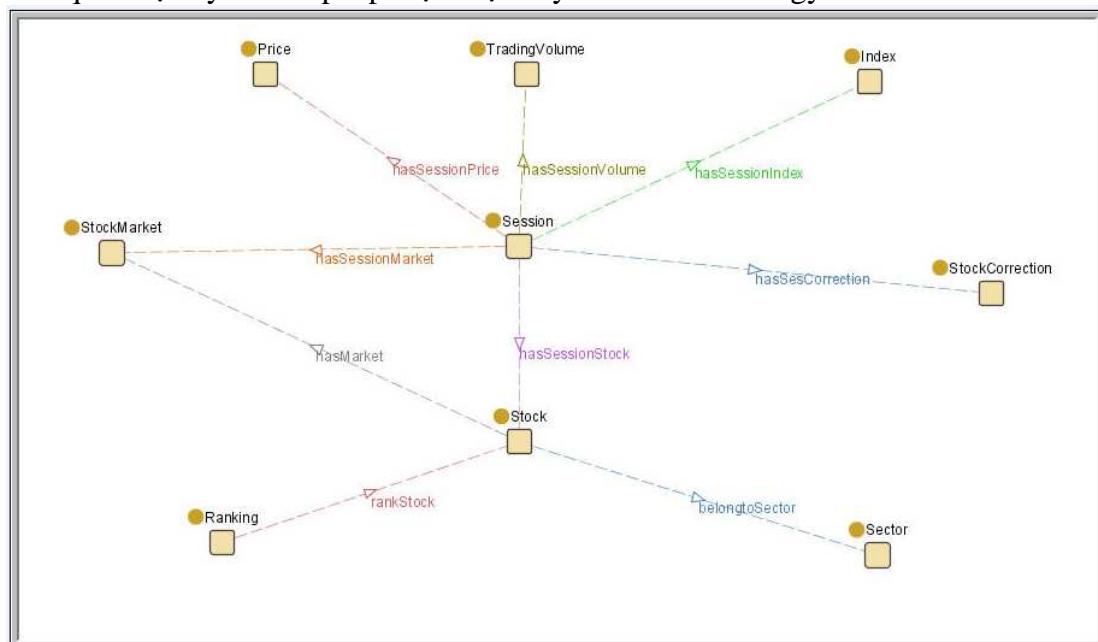 Price
TradingVolume
Index
hasSessionPrice
hasSessionVolume
hasSessionIndex
Session
StockMarket
hasSessionMarket
hasSesCorrection
StockCorrection
hasMarket
hasSessionStock
Stock
Ranking
rankStock
belongtoSector
Sector